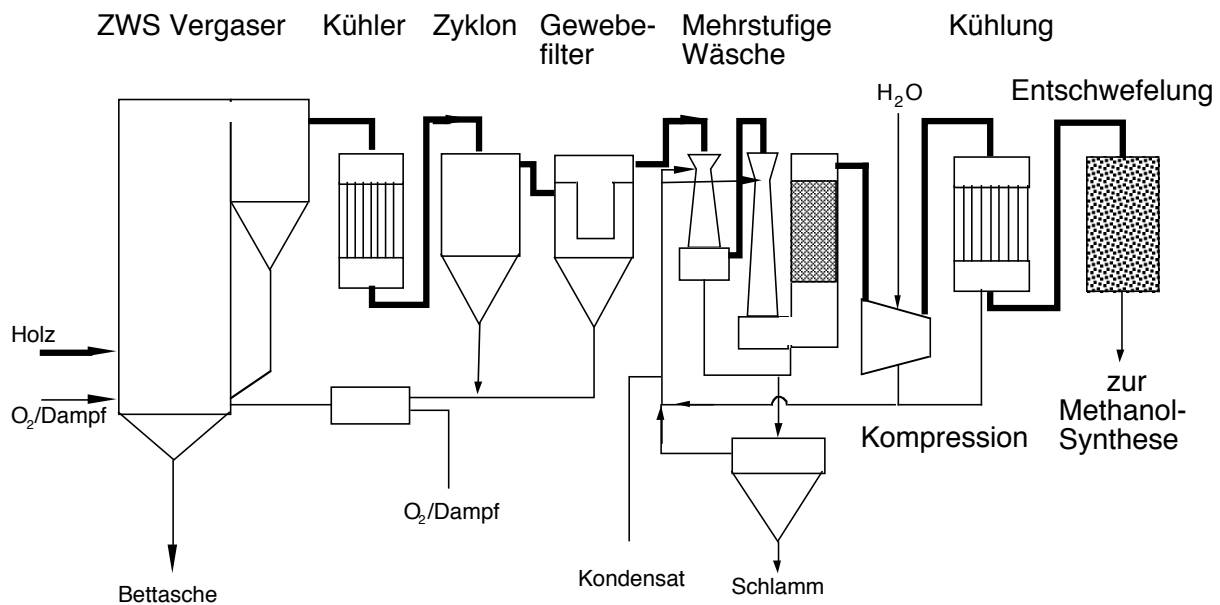 ZWS Vergaser
Kühler
Zyklon
Gewebe-
filter
Mehrstufige
Wäsche
Kühlung
H2O
Entschwefelung
Holz
O2/Dampf
zur
Methanol-
Synthese
Kompression
O2/Dampf
Kondensat
Schlamm
Bettasche